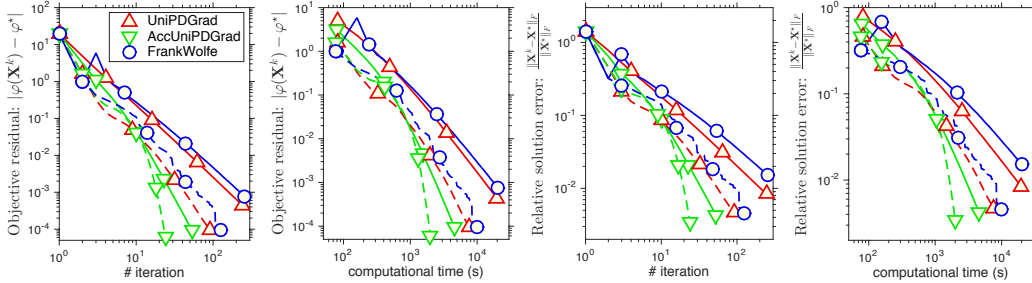 Objective residual: |φ(X^k) − φ*|
10^2
10^1
10^0
10^-1
10^-2
10^-3
10^-4
10^0
10^1
10^2
# iteration
UniPDGrad
AccUniPDGrad
FrankWolfe
Objective residual: |φ(X^k) − φ*|
10^1
10^0
10^-1
10^-2
10^-3
10^-4
10^2
10^3
10^4
computational time (s)
Relative solution error: ‖X^k−X*‖_F / ‖X*‖_F
10^0
10^-1
10^-2
10^0
10^1
10^2
# iteration
Relative solution error: ‖X^k−X*‖_F / ‖X*‖_F
10^0
10^-1
10^-2
10^2
10^3
10^4
computational time (s)